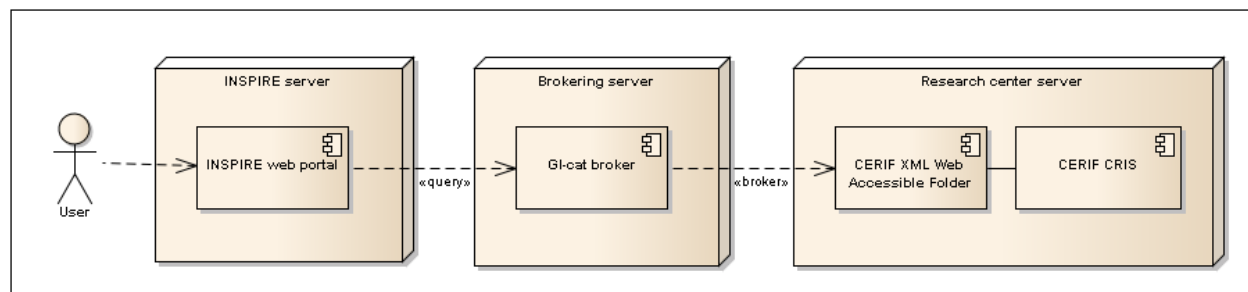 INSPIRE server
Brokering server
Research center server
INSPIRE web portal
GI-cat broker
CERIF XML Web
Accessible Folder
CERIF CRIS
«query»
«broker»
User